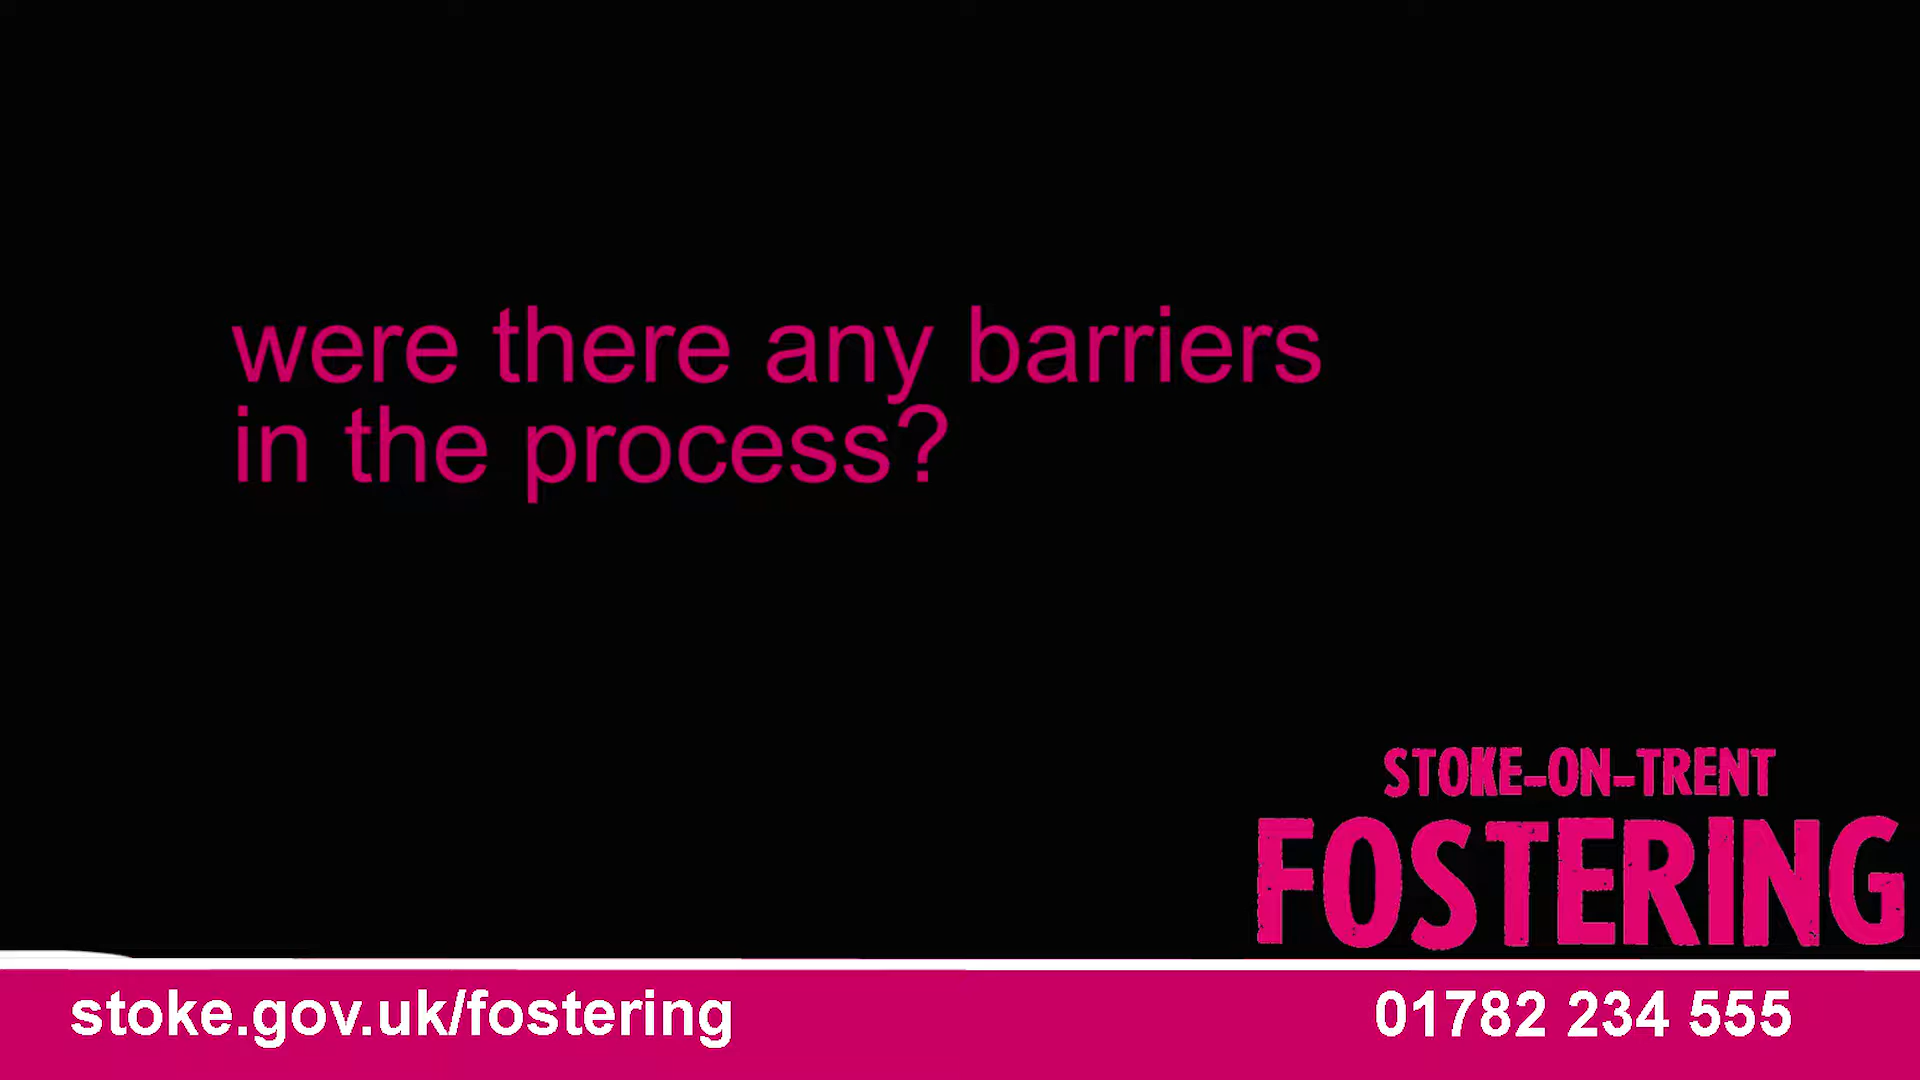 were there any barriers
in the process?
STOKE-ON-TRENT
FOSTERING
stoke.gov.uk/fostering
01782 234 555